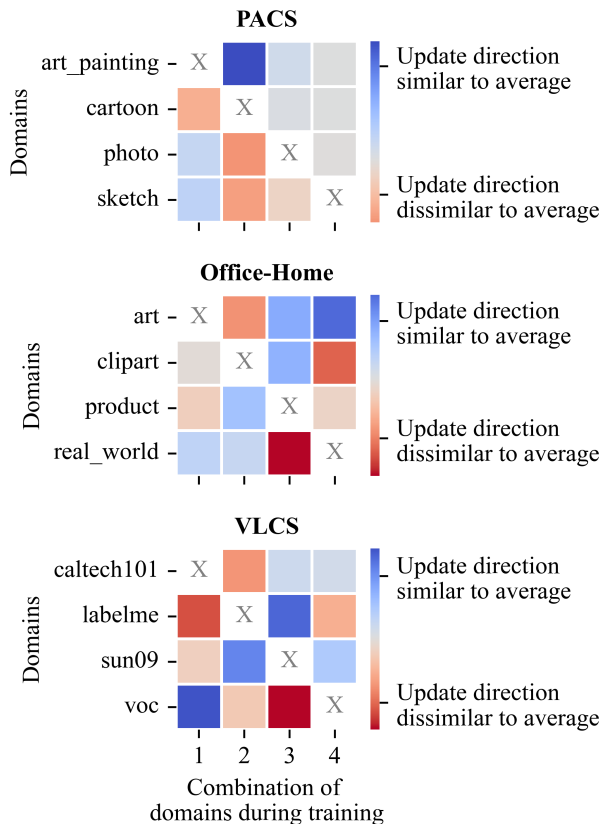 PACS
Domains
art_painting
X
cartoon
X
photo
X
sketch
X
Update direction
similar to average
Update direction
dissimilar to average
Office-Home
Domains
art
X
clipart
X
product
X
real_world
X
Update direction
similar to average
Update direction
dissimilar to average
VLCS
Domains
caltech101
X
labelme
X
sun09
X
voc
X
Update direction
similar to average
Update direction
dissimilar to average
1 2 3 4
Combination of
domains during training